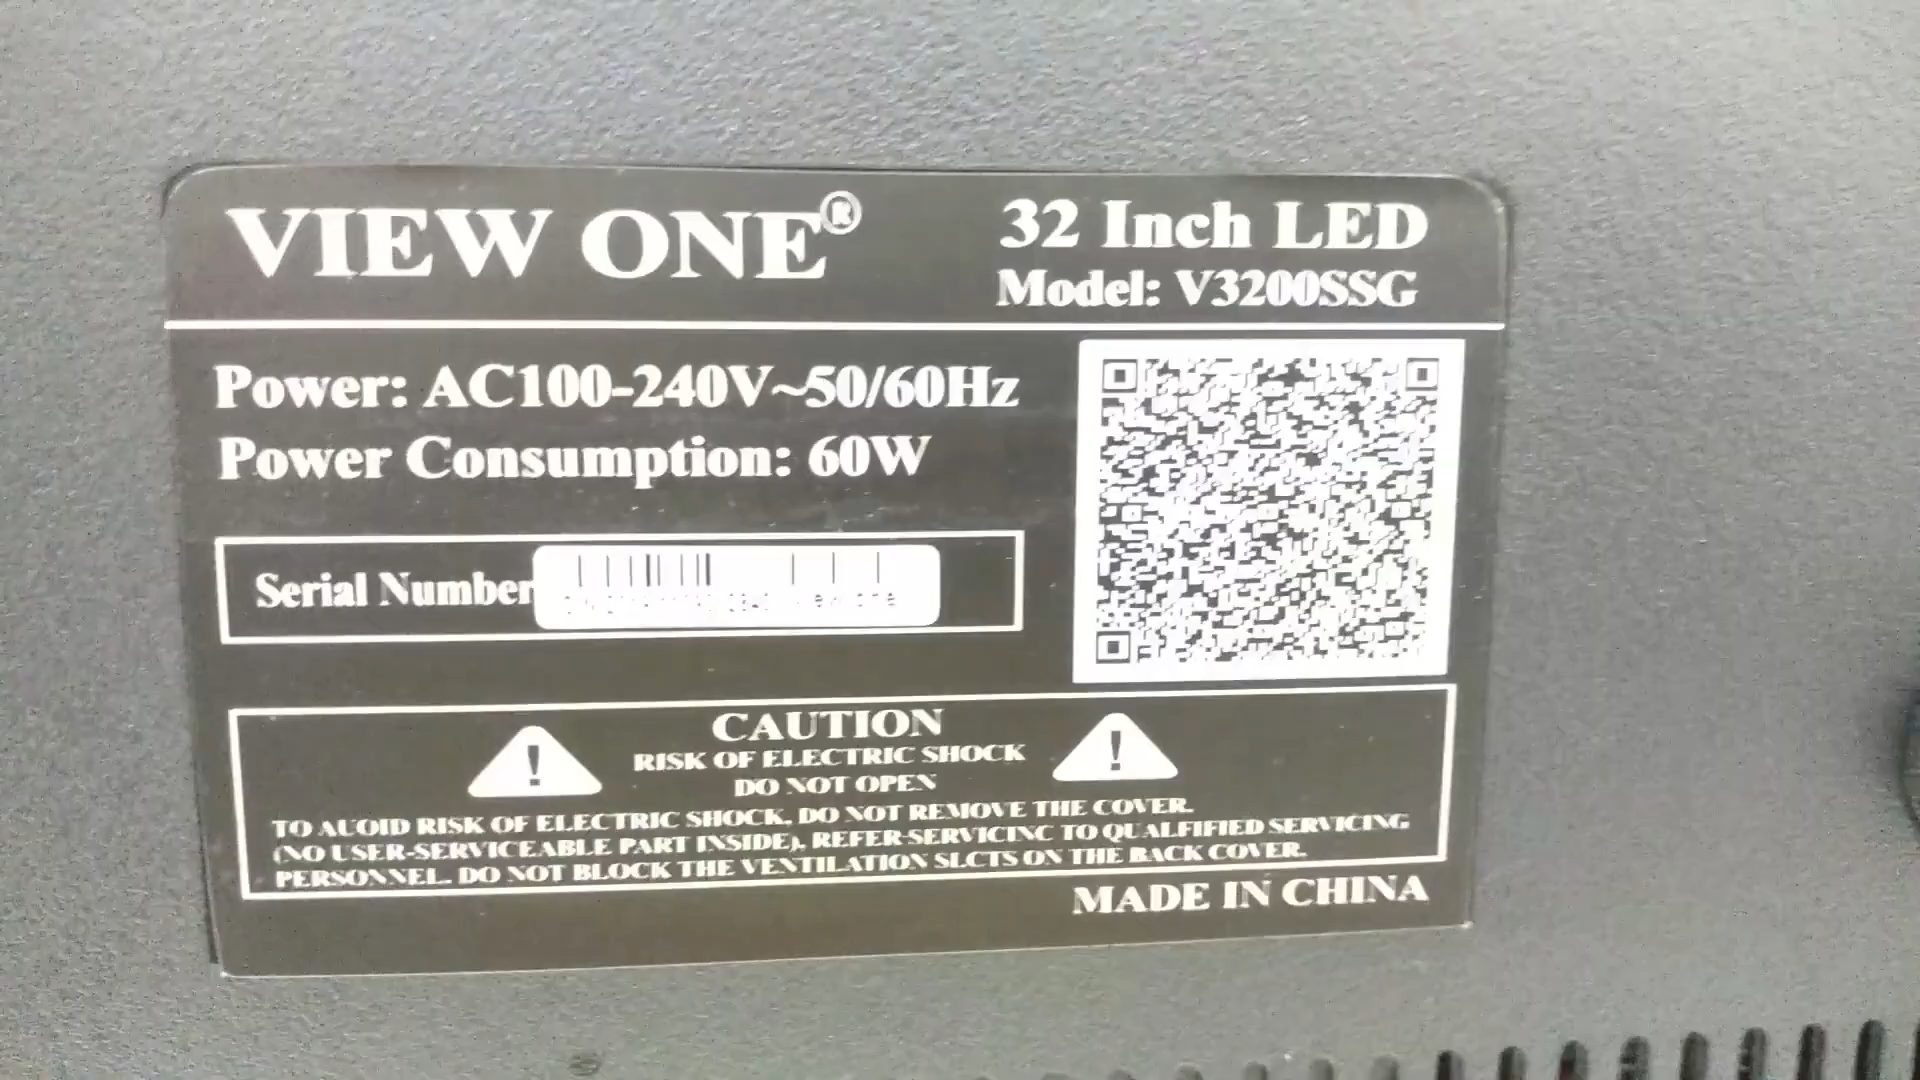 VIEW ONE®
32 Inch LED
Model: V3200SSG
Power: AC100-240V~50/60Hz
Power Consumption: 60W
Serial Number
CAUTION
RISK OF ELECTRIC SHOCK
DO NOT OPEN
TO AUOID RISK OF ELECTRIC SHOCK. DO NOT REMOVE THE COVER.
(NO USER-SERVICEABLE PART INSIDE). REFER-SERVICINC TO QUALFIFIED SERVICING
PERSONNEL. DO NOT BLOCK THE VENTILATION SLCTS ON THE BACK COVER.
MADE IN CHINA